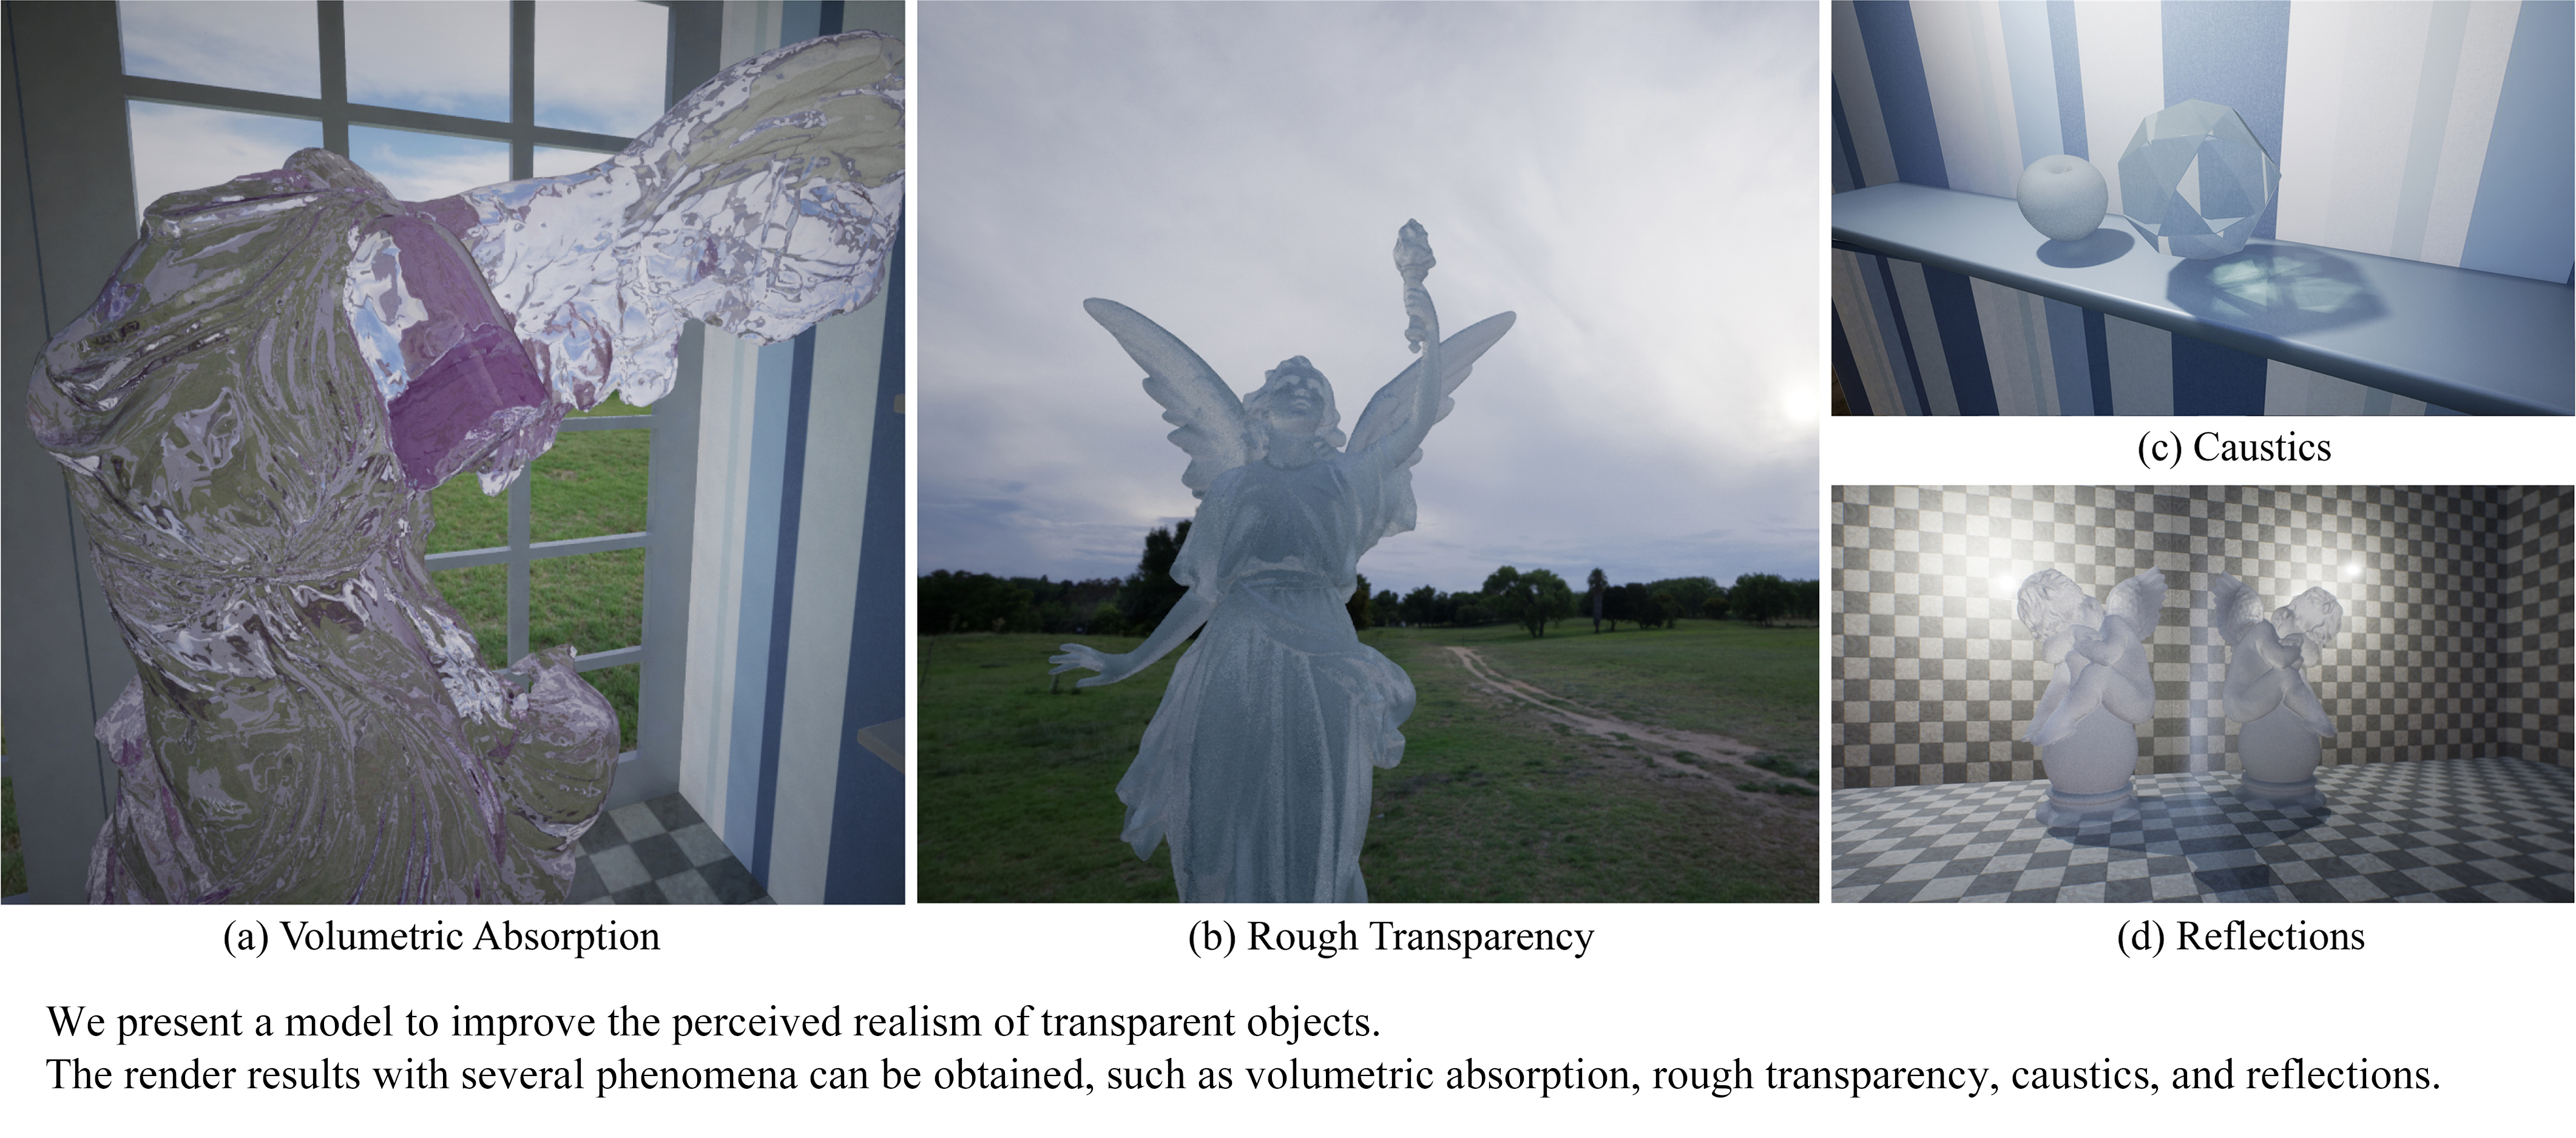 (a) Volumetric Absorption
(b) Rough Transparency
(c) Caustics
(d) Reflections
We present a model to improve the perceived realism of transparent objects.
The render results with several phenomena can be obtained, such as volumetric absorption, rough transparency, caustics, and reflections.